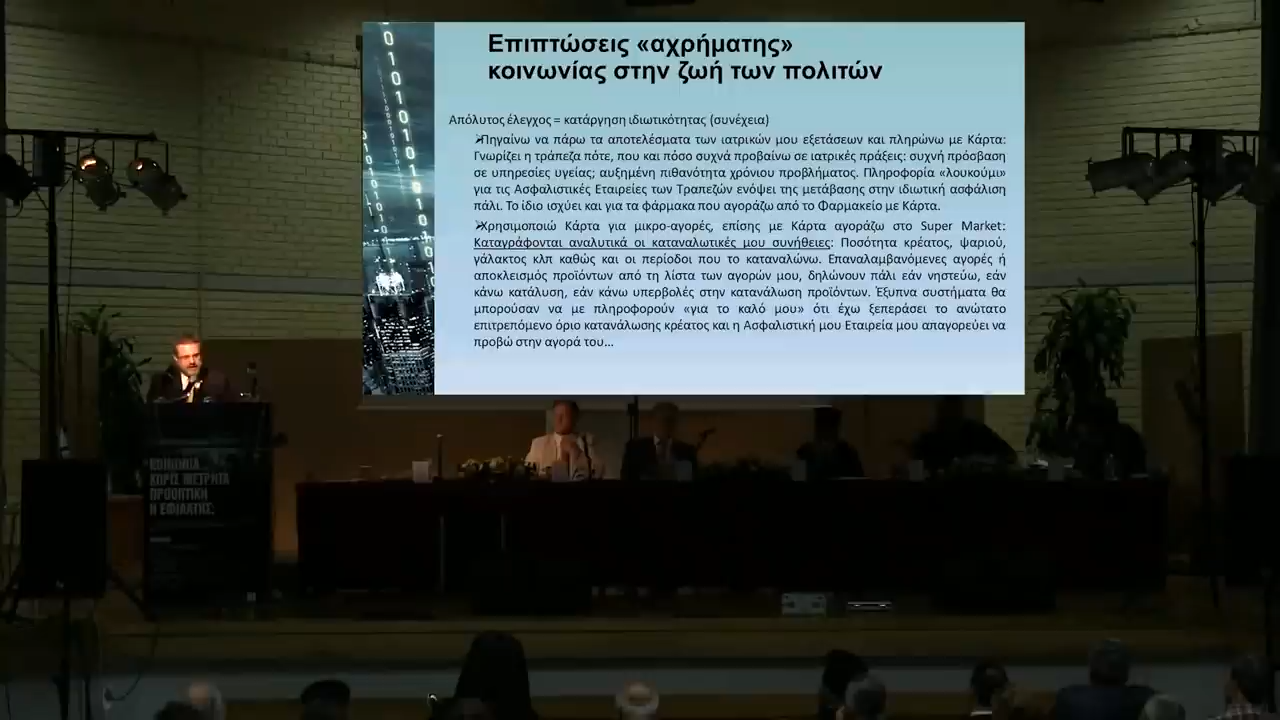 Επιπτώσεις «αχρήματης»
κοινωνίας στην ζωή των πολιτών
Απόλυτος έλεγχος = κατάργηση ιδιωτικότητας (συνέχεια)
➢Πηγαίνω να πάρω τα αποτελέσματα των ιατρικών μου εξετάσεων και πληρώνω με Κάρτα:
Γνωρίζει η τράπεζα πότε, που και πόσο συχνά προβαίνω σε ιατρικές πράξεις: συχνή πρόσβαση
σε υπηρεσίες υγείας; αυξημένη πιθανότητα χρόνιου προβλήματος. Πληροφορία «λουκούμι»
για τις Ασφαλιστικές Εταιρείες των Τραπεζών ενόψει της μετάβασης στην ιδιωτική ασφάλιση
πάλι. Το ίδιο ισχύει και για τα φάρμακα που αγοράζω από το Φαρμακείο με Κάρτα.
➢Χρησιμοποιώ Κάρτα για μικρο-αγορές, επίσης με Κάρτα αγοράζω στο Super Market:
Καταγράφονται αναλυτικά οι καταναλωτικές μου συνήθειες: Ποσότητα κρέατος, ψαριού,
γάλακτος κλπ καθώς και οι περίοδοι που το καταναλώνω. Επαναλαμβανόμενες αγορές ή
αποκλεισμός προϊόντων από τη λίστα των αγορών μου, δηλώνουν πάλι εάν νηστεύω, εάν
κάνω κατάλυση, εάν κάνω υπερβολές στην κατανάλωση προϊόντων. Έξυπνα συστήματα θα
μπορούσαν να με πληροφορούν «για το καλό μου» ότι έχω ξεπεράσει το ανώτατο
επιτρεπόμενο όριο κατανάλωσης κρέατος και η Ασφαλιστική μου Εταιρεία μου απαγορεύει να
προβώ στην αγορά του...
ΚΟΙΝΩΝΙΑ
ΧΩΡΙΣ ΜΕΤΡΗΤΑ
ΠΡΟΟΠΤΙΚΗ
Η ΕΦΙΑΛΤΗΣ;